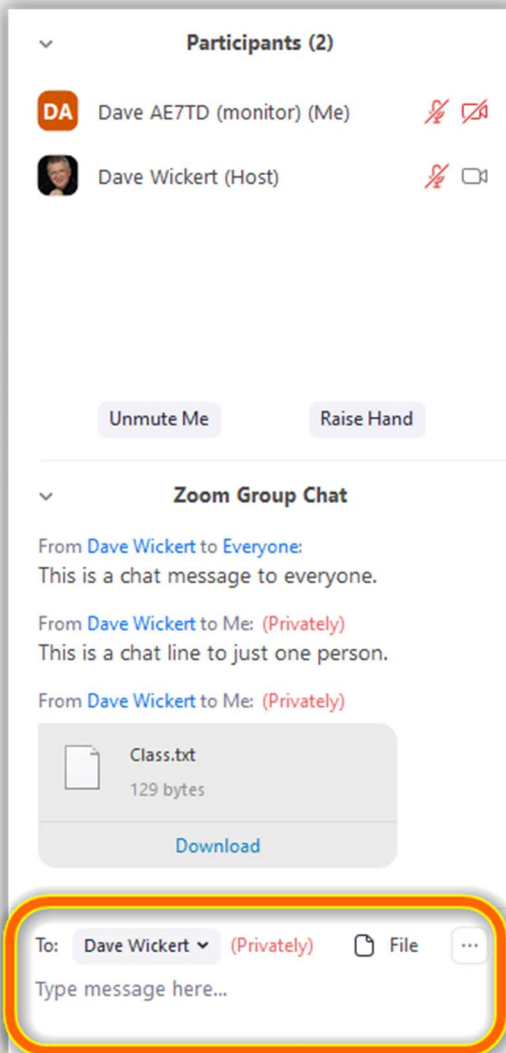 Participants (2)
DA Dave AE7TD (monitor) (Me)
Dave Wickert (Host)
Unmute Me Raise Hand
Zoom Group Chat
From Dave Wickert to Everyone:
This is a chat message to everyone.
From Dave Wickert to Me: (Privately)
This is a chat line to just one person.
From Dave Wickert to Me: (Privately)
Class.txt
129 bytes
Download
To: Dave Wickert (Privately) File ...
Type message here...